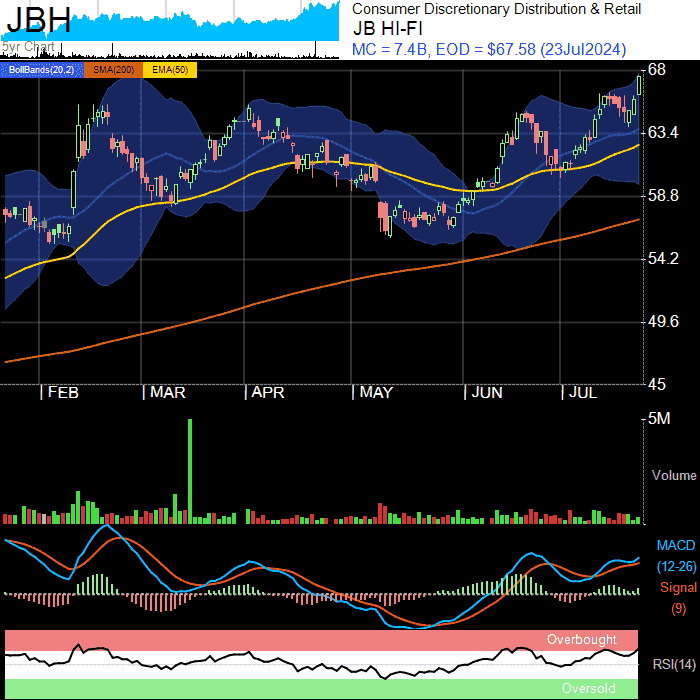 JBH
5yr Chart
Consumer Discretionary Distribution & Retail
JB HI-FI
MC = 7.4B, EOD = $67.58 (23Jul2024)
BollBands(20,2) SMA(200) EMA(50)
68
63.4
58.8
54.2
49.6
45
| FEB | MAR | APR | MAY | JUN | JUL
5M
Volume
MACD
(12-26)
Signal
(9)
Overbought
RSI(14)
Oversold